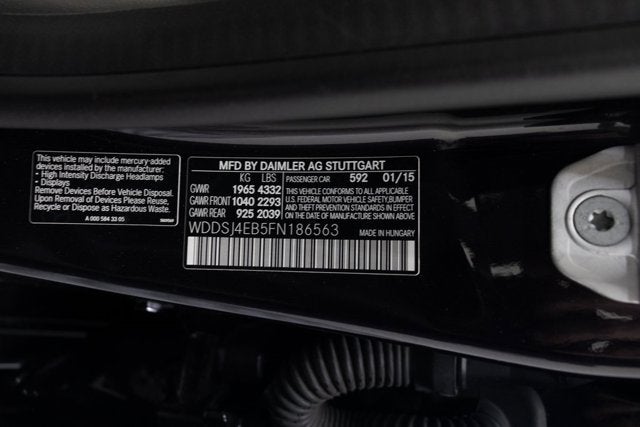 This vehicle may include mercury-added
devices installed by the manufacturer:
- High Intensity Discharge Headlamps
- Displays
Remove Devices Before Vehicle Disposal.
Upon Removal of Devices Please Reuse,
Recycle or Dispose as Hazardous Waste.
A 000 584 33 05
MFD BY DAIMLER AG STUTTGART
KG LBS PASSENGER CAR 592 01/15
GVWR 1965 4332
GAWR FRONT 1040 2293
GAWR REAR 925 2039
THIS VEHICLE CONFORMS TO ALL APPLICABLE
U.S. FEDERAL MOTOR VEHICLE SAFETY, BUMPER,
AND THEFT PREVENTION STANDARDS IN EFFECT
ON THE DATE OF MANUFACTURE SHOWN ABOVE.
WDDSJ4EB5FN186563 MADE IN HUNGARY